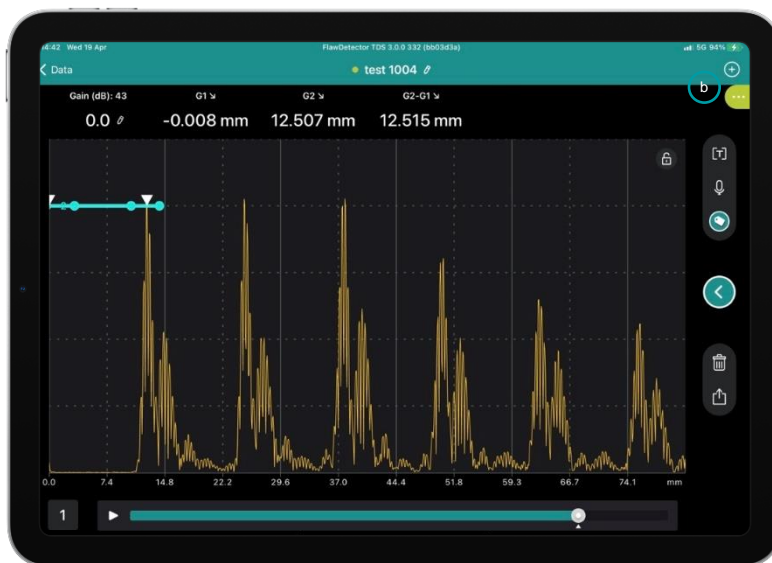 14:42 Wed 19 Apr
FlawDetector TDS 3.0.0 332 (bb03d3a)
5G 94%
Data
test 1004
b
Gain (dB): 43
G1
G2
G2-G1
0.0
-0.008 mm
12.507 mm
12.515 mm
[T]
2
0.0 7.4 14.8 22.2 29.6 37.0 44.4 51.8 59.3 66.7 74.1 mm
1